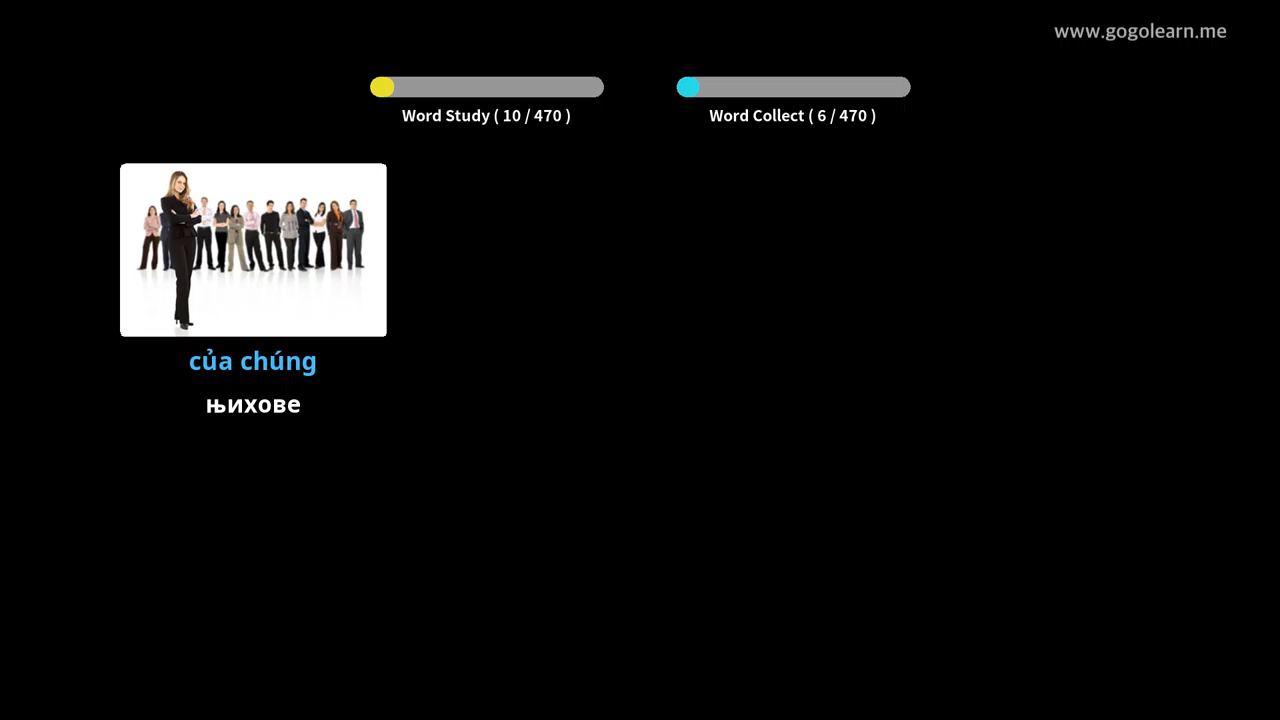 www.gogolearn.me
Word Study ( 10 / 470 )
Word Collect ( 6 / 470 )
của chúng
њихове